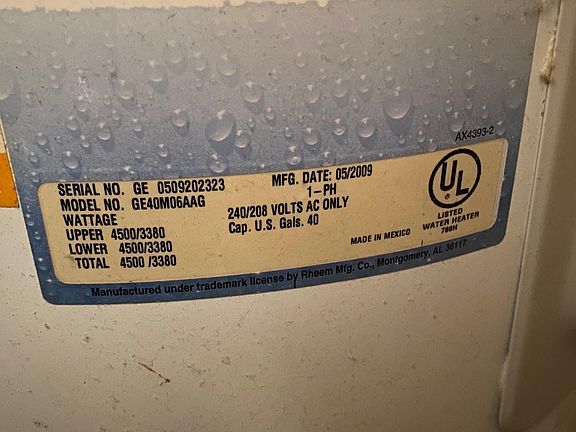 AX4393-2
SERIAL NO. GE 0509202323 MFG. DATE: 05/2009
MODEL NO. GE40M06AAG 1-PH
WATTAGE 240/208 VOLTS AC ONLY
UPPER 4500/3380 Cap. U.S. Gals. 40
LOWER 4500/3380
TOTAL 4500 /3380
MADE IN MEXICO
UL
LISTED
WATER HEATER
788H
Manufactured under trademark license by Rheem Mfg. Co., Montgomery, AL 36117